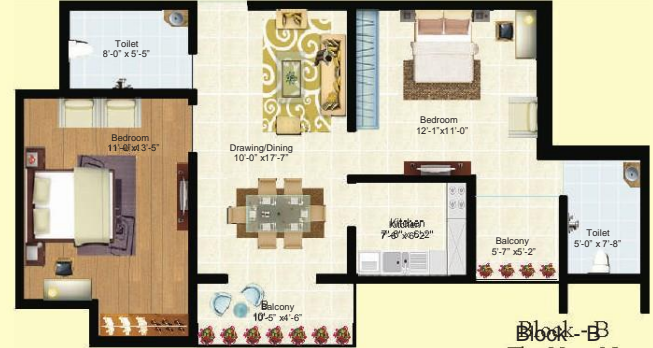 Toilet
8'-0" x 5'-5"
Bedroom
12'-1"x11'-0"
Bedroom
Drawing/Dining
10'-0" x17'-7"
Kitchen
Toilet
5'-0" x 7'-8"
Balcony
5'-7" x5'-2"
Balcony
10'-5" x4'-6"
Block - B